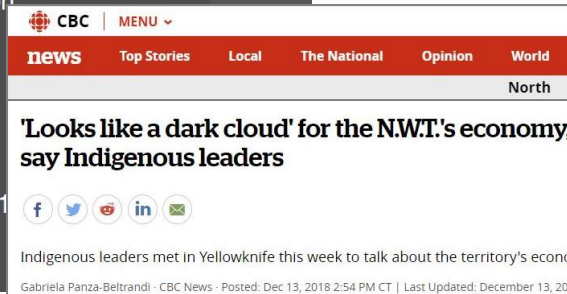 CBC MENU
news Top Stories Local The National Opinion World
North
'Looks like a dark cloud' for the N.W.T.'s economy,
say Indigenous leaders
Indigenous leaders met in Yellowknife this week to talk about the territory's
Gabriela Panza-Beltrandi · CBC News · Posted: Dec 13, 2018 2:54 PM CT | Last Updated: December 13,